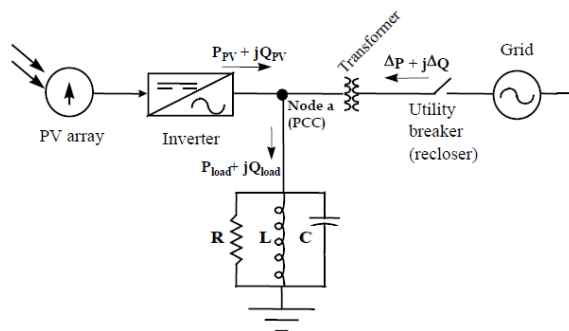 P_PV + jQ_PV
Transformer
ΔP + jΔQ
Grid
Node a
(PCC)
PV array
Inverter
Utility
breaker
(recloser)
P_load+ jQ_load
R
L
C